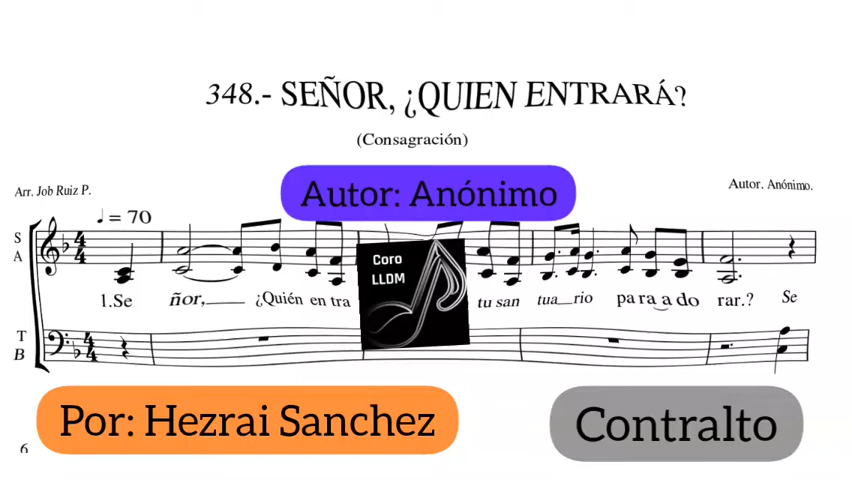 348.- SEÑOR, ¿QUIEN ENTRARÁ?
(Consagración)
Autor: Anónimo
Arr. Job Ruiz P.
Autor. Anónimo.
♩ = 70
S
A
Coro
LLDM
1.Se ñor, ¿Quién en tra tu san tua rio pa ra a do rar.? Se
T
B
Por: Hezrai Sanchez
Contralto
6